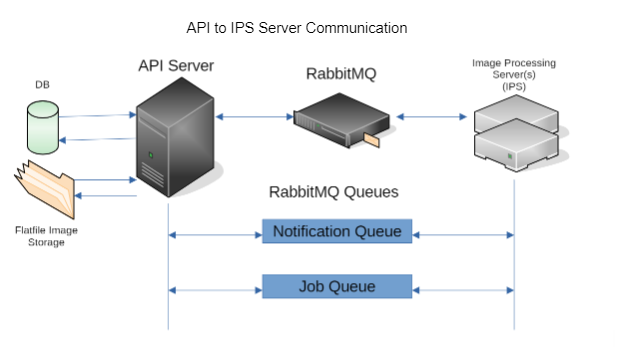 API to IPS Server Communication
API Server
RabbitMQ
Image Processing
Server(s)
(IPS)
DB
Flatfile Image
Storage
RabbitMQ Queues
Notification Queue
Job Queue